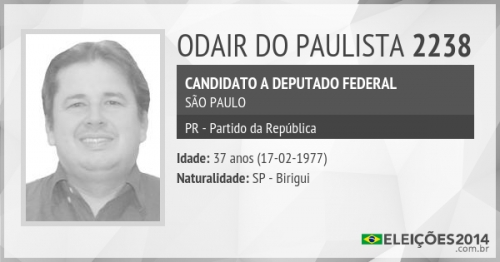 ODAIR DO PAULISTA 2238
CANDIDATO A DEPUTADO FEDERAL
SÃO PAULO
PR - Partido da República
Idade: 37 anos (17-02-1977)
Naturalidade: SP - Birigui
ELEIÇÕES2014
.com.br